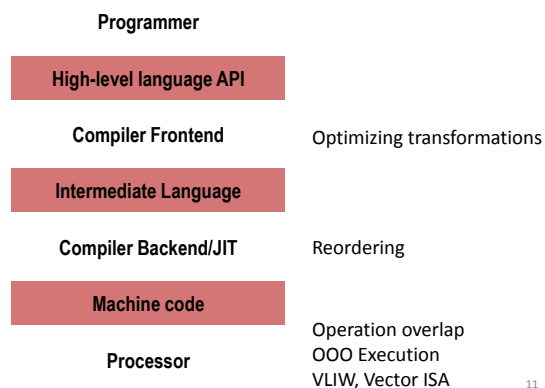 Programmer
High-level language API
Compiler Frontend
Optimizing transformations
Intermediate Language
Compiler Backend/JIT
Reordering
Machine code
Processor
Operation overlap
OOO Execution
VLIW, Vector ISA
11